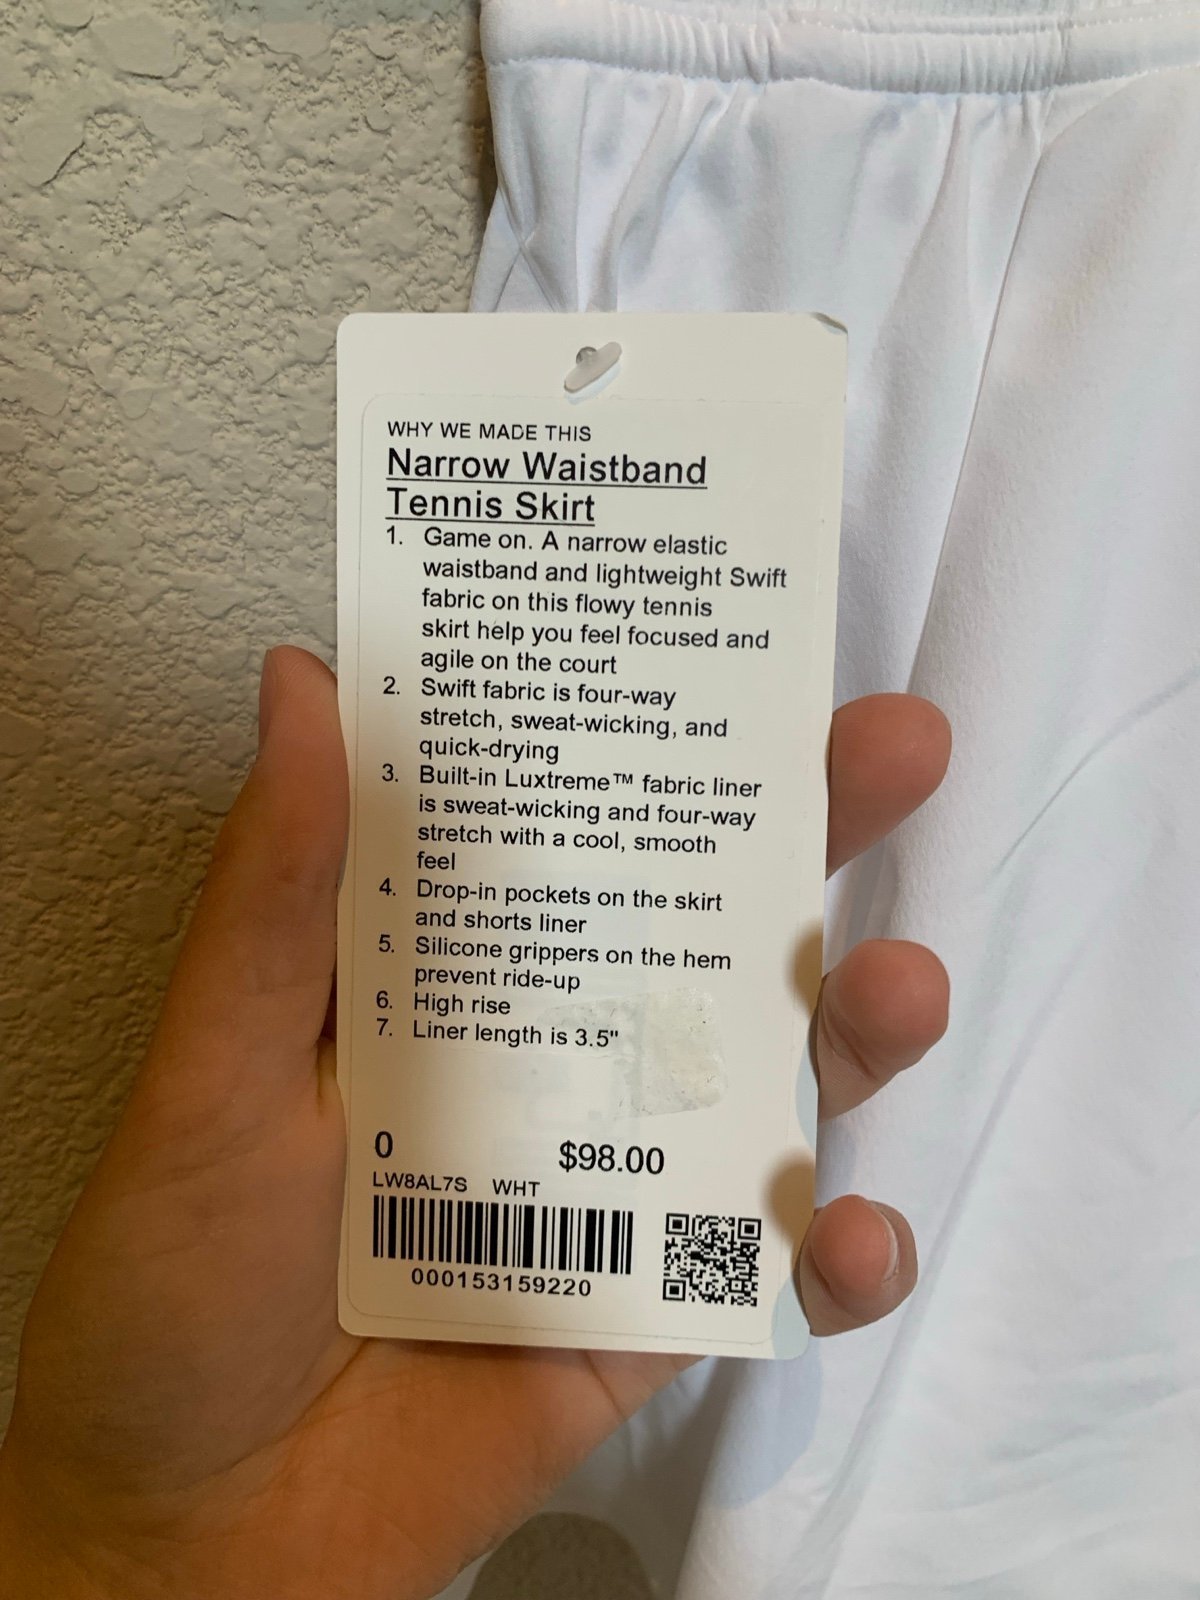 WHY WE MADE THIS
Narrow Waistband
Tennis Skirt
1. Game on. A narrow elastic
waistband and lightweight Swift
fabric on this flowy tennis
skirt help you feel focused and
agile on the court
2. Swift fabric is four-way
stretch, sweat-wicking, and
quick-drying
3. Built-in Luxtreme™ fabric liner
is sweat-wicking and four-way
stretch with a cool, smooth
feel
4. Drop-in pockets on the skirt
and shorts liner
5. Silicone grippers on the hem
prevent ride-up
6. High rise
7. Liner length is 3.5"
0 $98.00
LW8AL7S WHT
000153159220